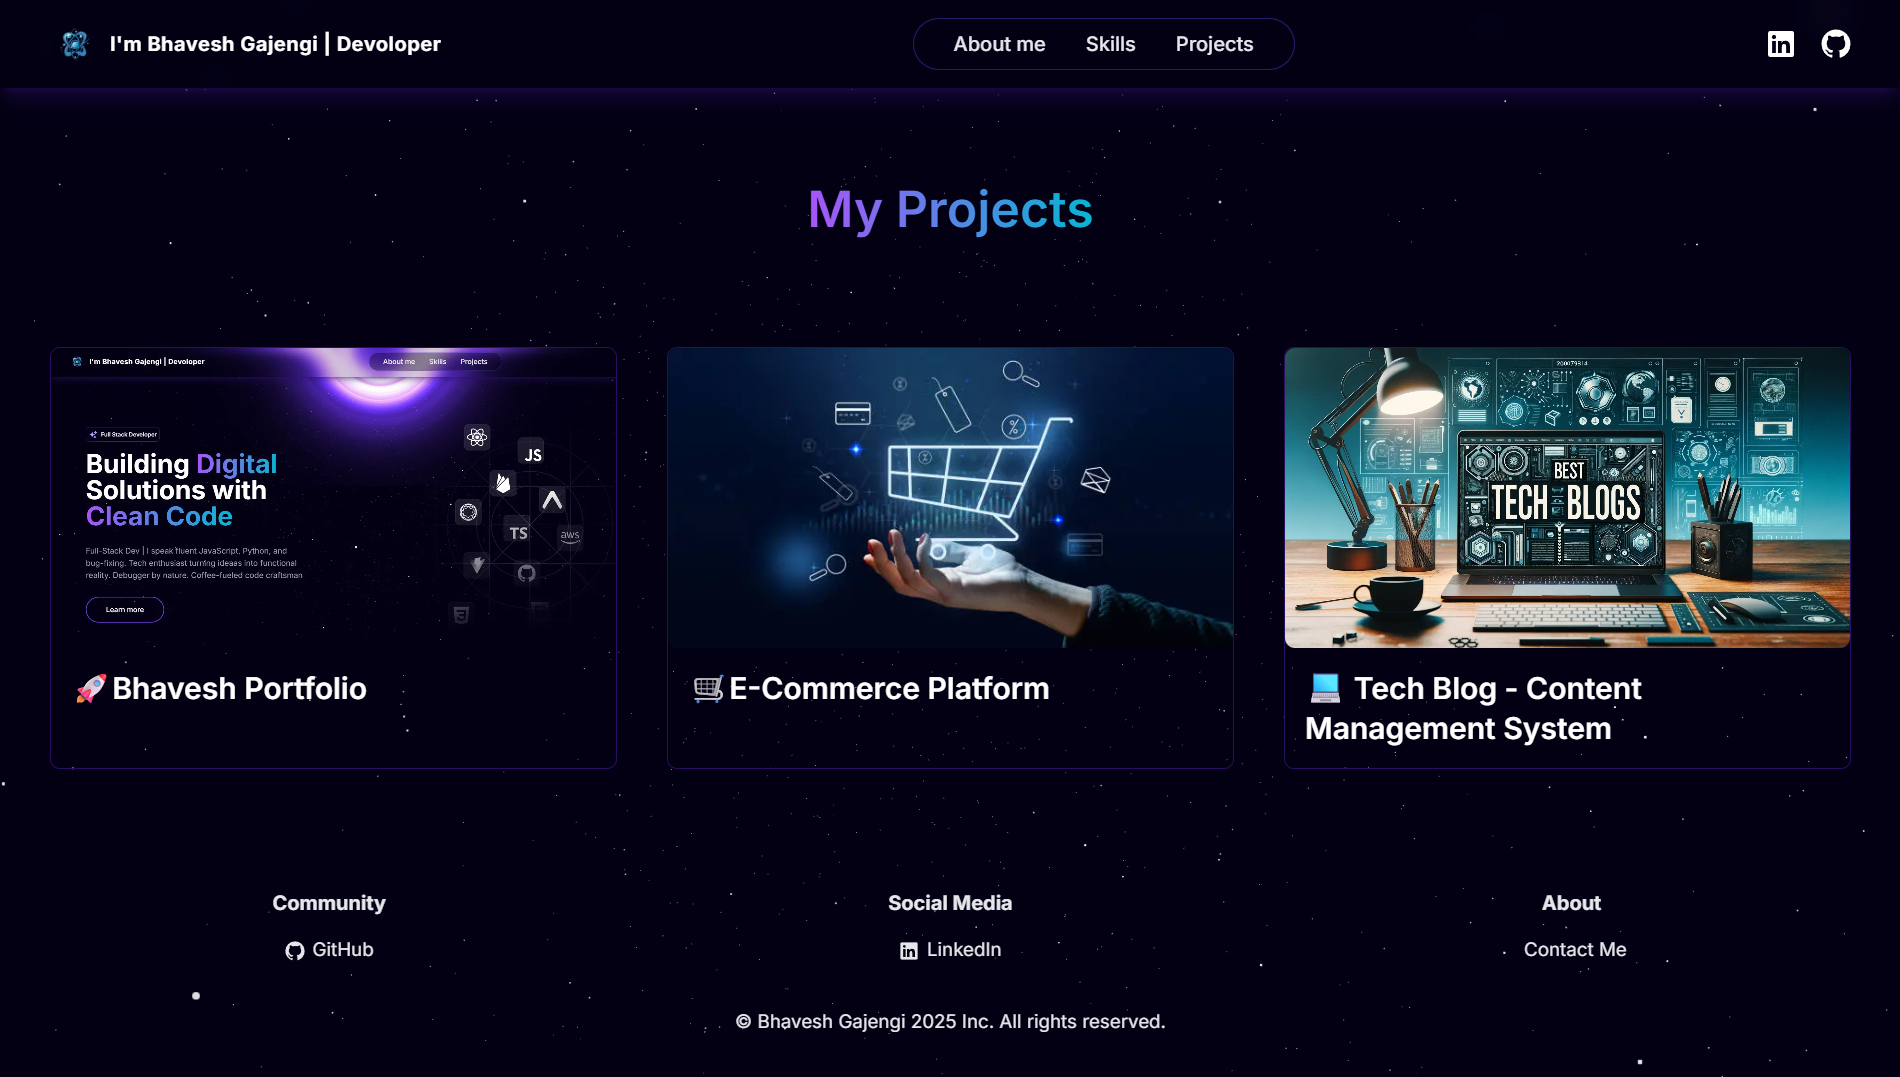 I'm Bhavesh Gajengi | Devoloper
About me Skills Projects
My Projects
I'm Bhavesh Gajengi | Devoloper
About me Skills Projects
Full Stack Developer
Building Digital
Solutions with
Clean Code
Full-Stack Dev | I speak fluent JavaScript, Python, and
bug-fixing. Tech enthusiast turning ideaas into functional
reality. Debugger by nature. Coffee-fueled code craftsman
Learn more
JS
TS
aws
🚀Bhavesh Portfolio
%
🛒E-Commerce Platform
BEST
TECH BLOGS
💻 Tech Blog - Content
Management System
Community
GitHub
Social Media
LinkedIn
About
Contact Me
© Bhavesh Gajengi 2025 Inc. All rights reserved.